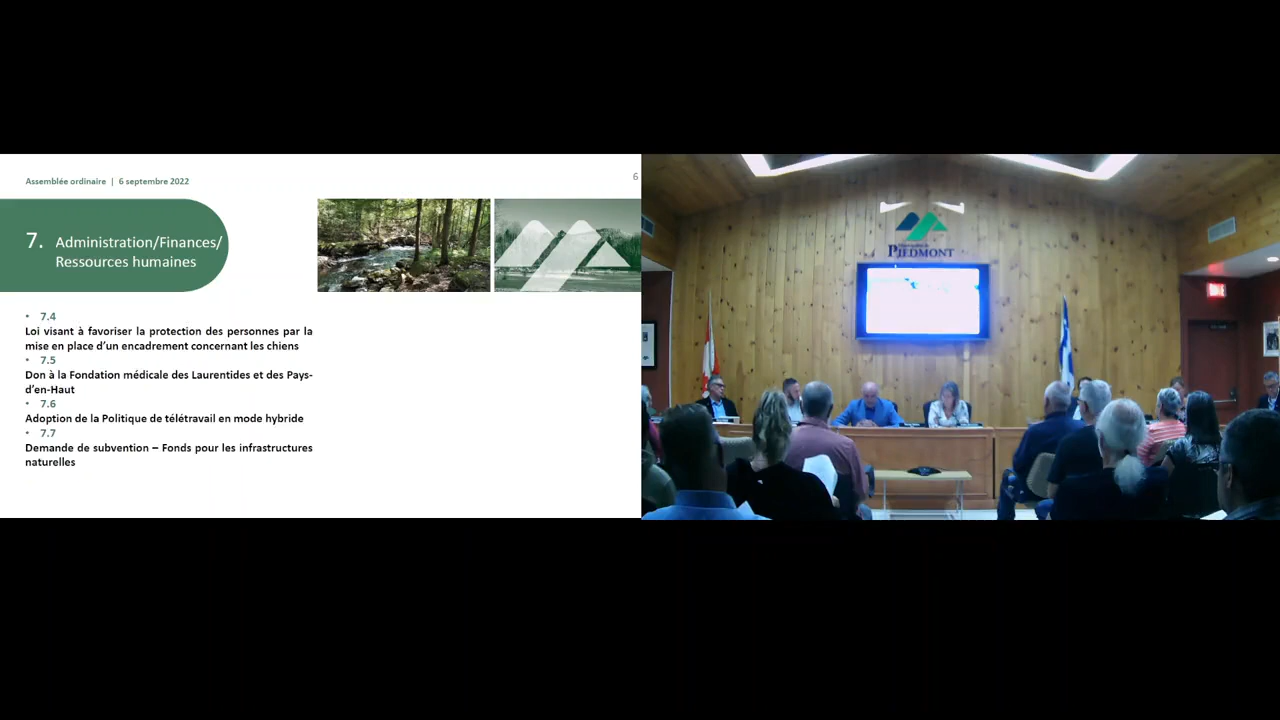 Assemblée ordinaire | 6 septembre 2022
6
7. Administration/Finances/
Ressources humaines
• 7.4
Loi visant à favoriser la protection des personnes par la
mise en place d'un encadrement concernant les chiens
• 7.5
Don à la Fondation médicale des Laurentides et des Pays-
d'en-Haut
• 7.6
Adoption de la Politique de télétravail en mode hybride
• 7.7
Demande de subvention – Fonds pour les infrastructures
naturelles
PIEDMONT